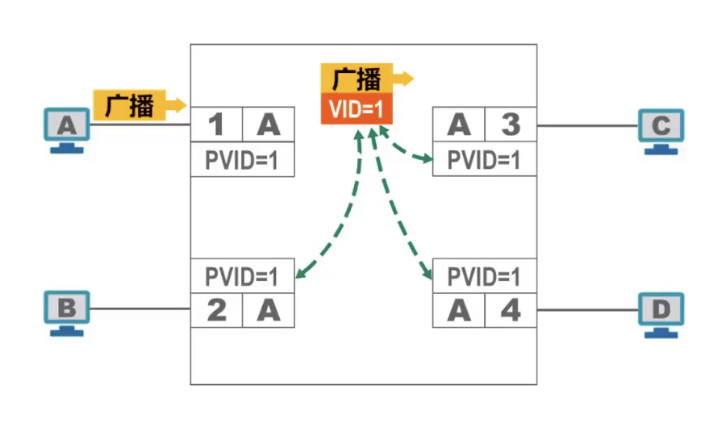 广播
VID=1
A
广播
1 A
PVID=1
A 3
PVID=1
C
B
PVID=1
2 A
PVID=1
A 4
D